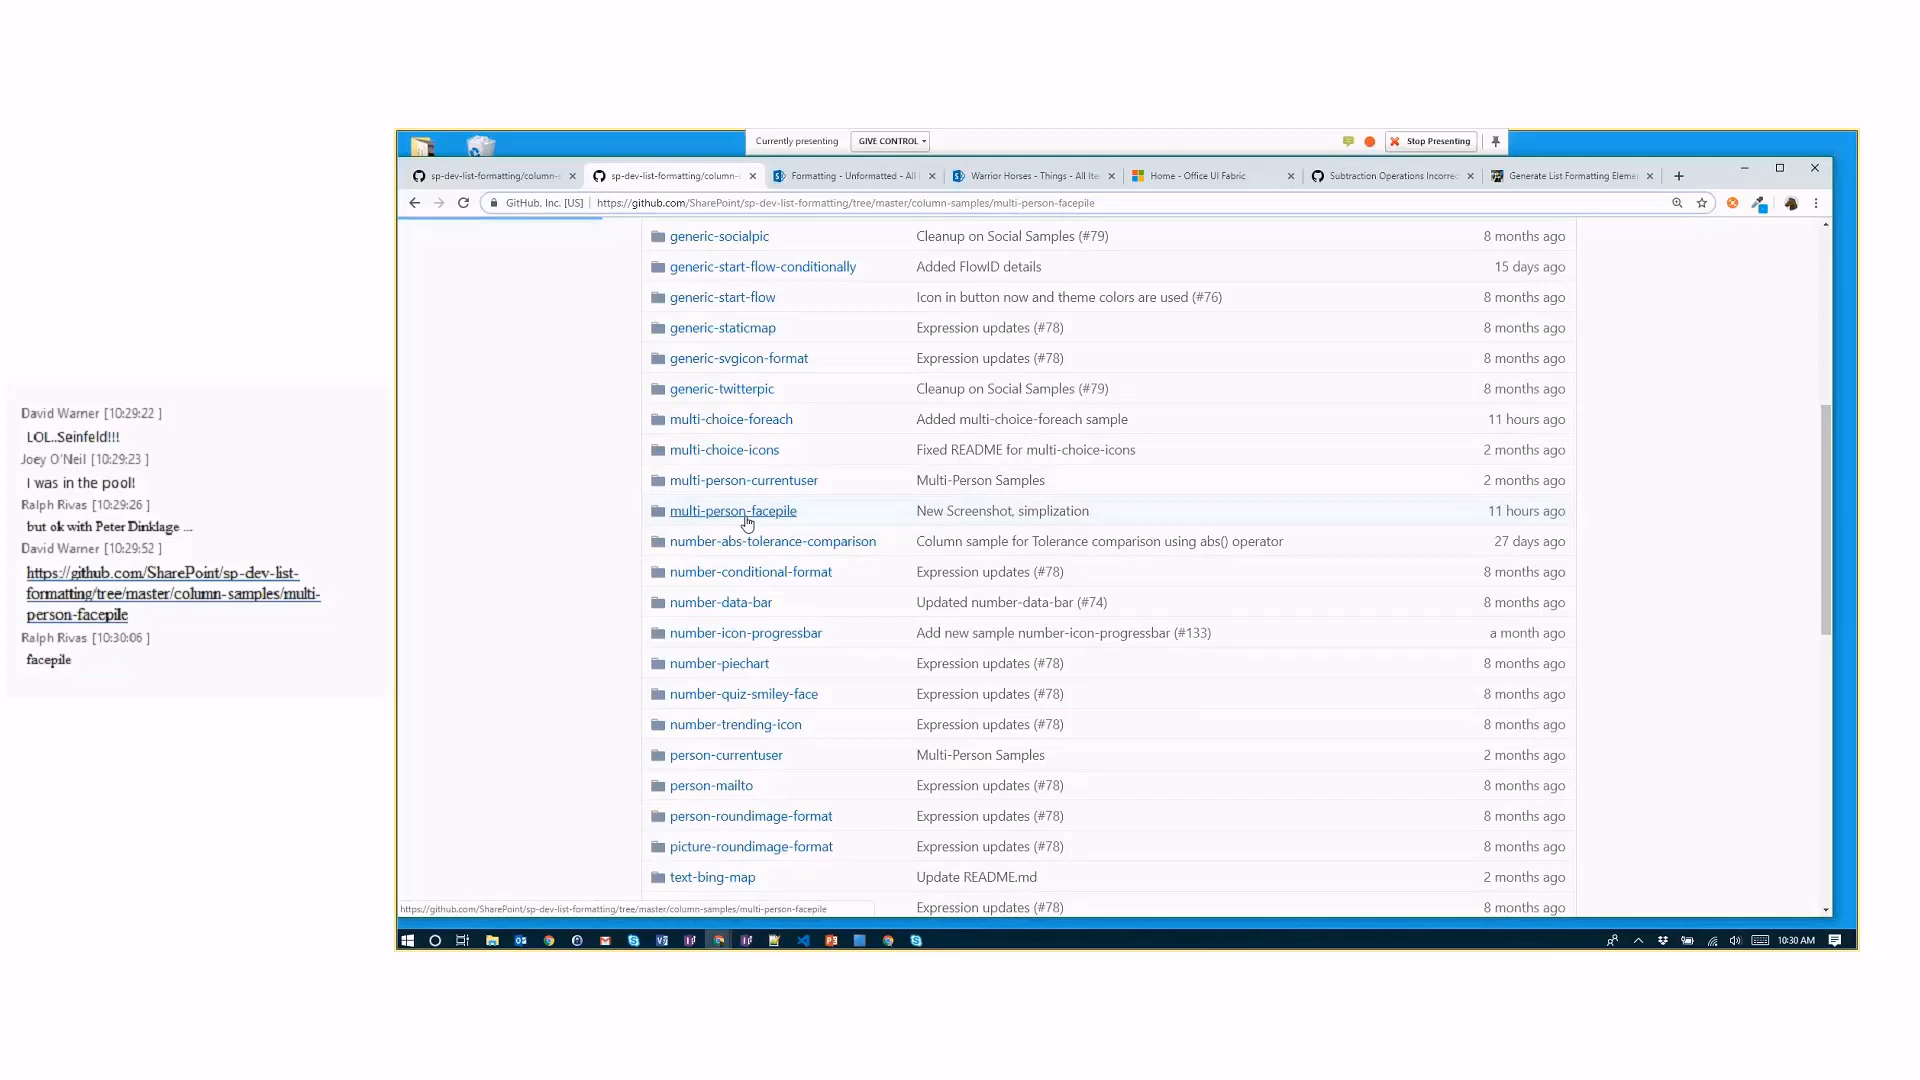 Currently presenting
GIVE CONTROL
Stop Presenting
sp-dev-list-formatting/column-
sp-dev-list-formatting/column-
Formatting - Unformatted - All
Warrior Horses - Things - All Ite
Home - Office UI Fabric
Subtraction Operations Incorrec
Generate List Formatting Eleme
GitHub, Inc. [US]
https://github.com/SharePoint/sp-dev-list-formatting/tree/master/column-samples/multi-person-facepile
generic-socialpic Cleanup on Social Samples (#79) 8 months ago
generic-start-flow-conditionally Added FlowID details 15 days ago
generic-start-flow Icon in button now and theme colors are used (#76) 8 months ago
generic-staticmap Expression updates (#78) 8 months ago
generic-svgicon-format Expression updates (#78) 8 months ago
generic-twitterpic Cleanup on Social Samples (#79) 8 months ago
multi-choice-foreach Added multi-choice-foreach sample 11 hours ago
multi-choice-icons Fixed README for multi-choice-icons 2 months ago
multi-person-currentuser Multi-Person Samples 2 months ago
multi-person-facepile New Screenshot, simplization 11 hours ago
number-abs-tolerance-comparison Column sample for Tolerance comparison using abs() operator 27 days ago
number-conditional-format Expression updates (#78) 8 months ago
number-data-bar Updated number-data-bar (#74) 8 months ago
number-icon-progressbar Add new sample number-icon-progressbar (#133) a month ago
number-piechart Expression updates (#78) 8 months ago
number-quiz-smiley-face Expression updates (#78) 8 months ago
number-trending-icon Expression updates (#78) 8 months ago
person-currentuser Multi-Person Samples 2 months ago
person-mailto Expression updates (#78) 8 months ago
person-roundimage-format Expression updates (#78) 8 months ago
picture-roundimage-format Expression updates (#78) 8 months ago
text-bing-map Update README.md 2 months ago
Expression updates (#78) 8 months ago
https://github.com/SharePoint/sp-dev-list-formatting/tree/master/column-samples/multi-person-facepile
10:30 AM
David Warner [10:29:22 ]
LOL..Seinfeld!!!
Joey O'Neil [10:29:23 ]
I was in the pool!
Ralph Rivas [10:29:26 ]
but ok with Peter Dinklage ...
David Warner [10:29:52 ]
https://github.com/SharePoint/sp-dev-list-
formatting/tree/master/column-samples/multi-
person-facepile
Ralph Rivas [10:30:06 ]
facepile